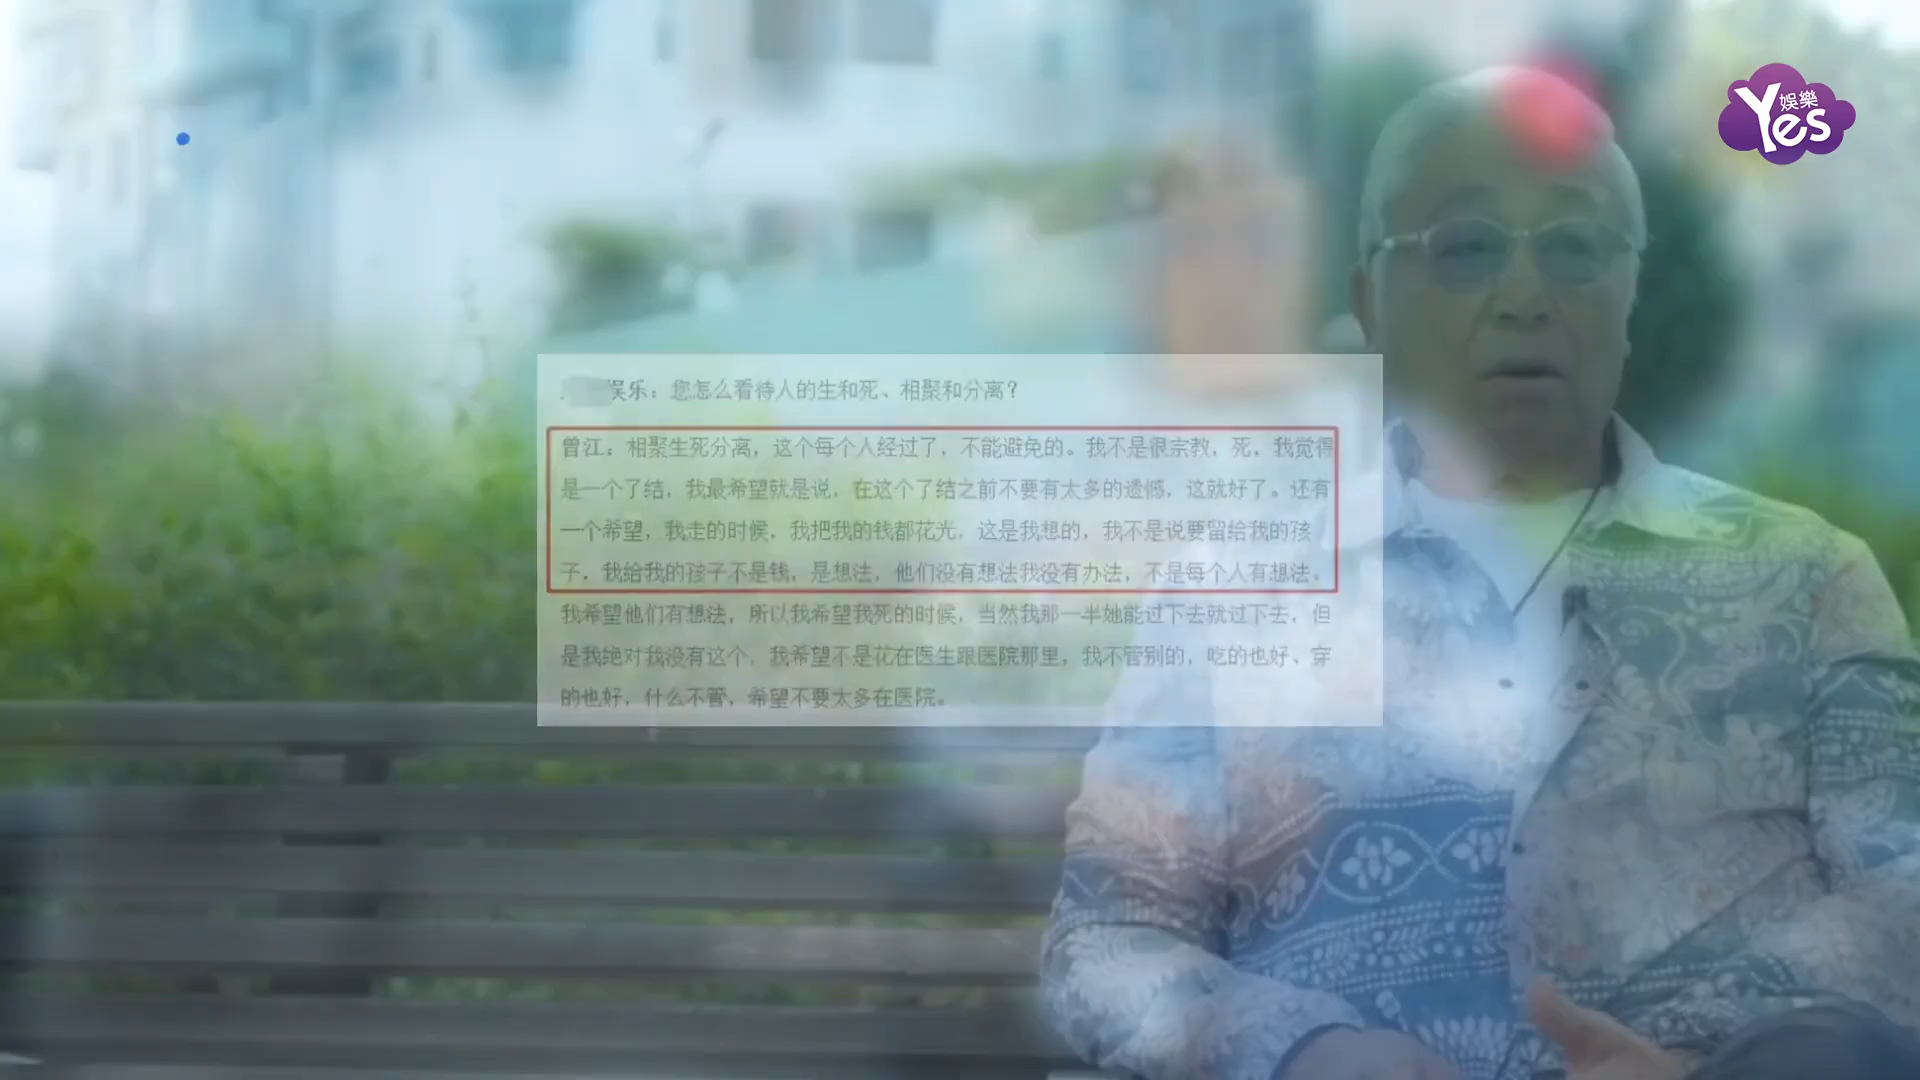 Yes 娱樂
娱乐：您怎么看待人的生和死、相聚和分离？
曾江：相聚生死分离，这个每个人经过了，不能避免的。我不是很宗教，死，我觉得
是一个了结，我最希望就是说，在这个了结之前不要有太多的遗憾，这就好了。还有
一个希望，我走的时候，我把我的钱都花光，这是我想的，我不是说要留给我的孩
子，我给我的孩子不是钱，是想法，他们没有想法我没有办法，不是每个人有想法。
我希望他们有想法，所以我希望我死的时候，当然我那一半她能过下去就过下去，但
是我绝对我没有这个，我希望不是花在医生跟医院那里，我不管别的，吃的也好、穿
的也好，什么不管，希望不要太多在医院。